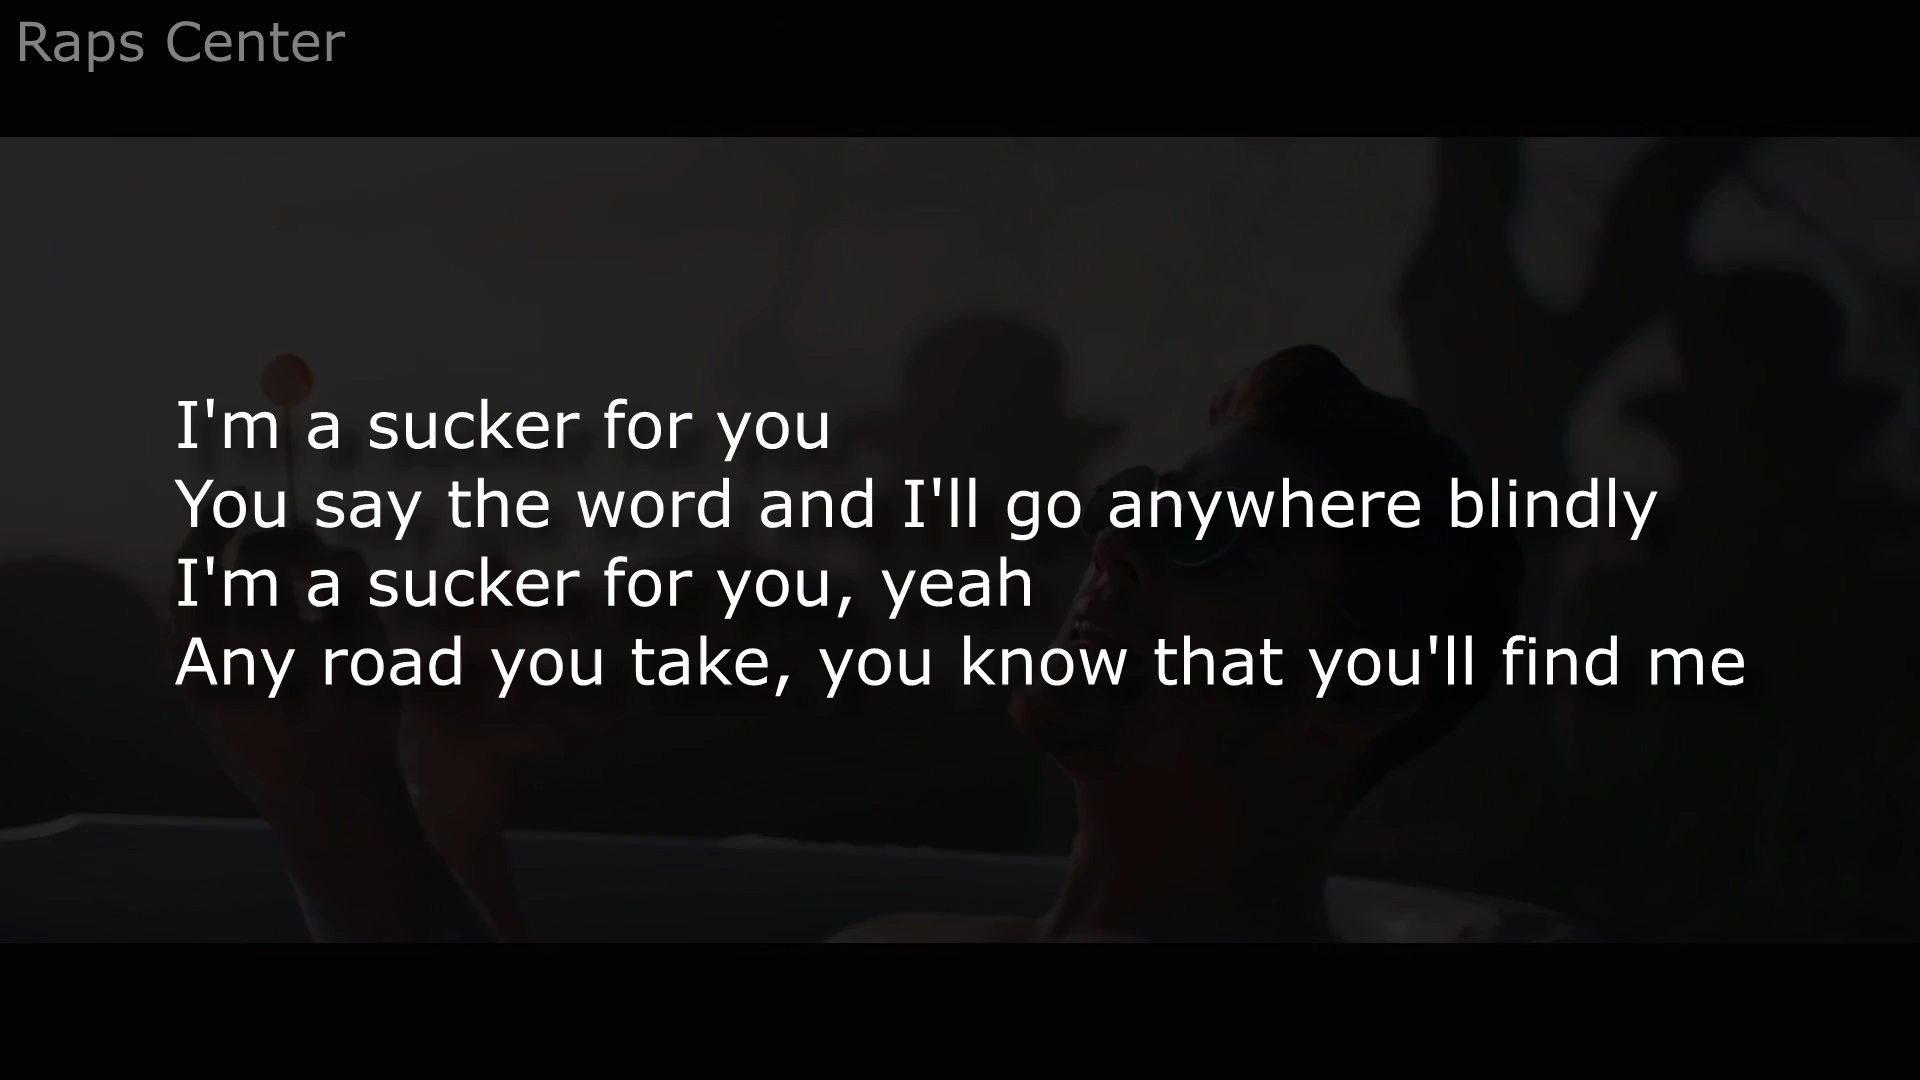 Raps Center
I'm a sucker for you
You say the word and I'll go anywhere blindly
I'm a sucker for you, yeah
Any road you take, you know that you'll find me